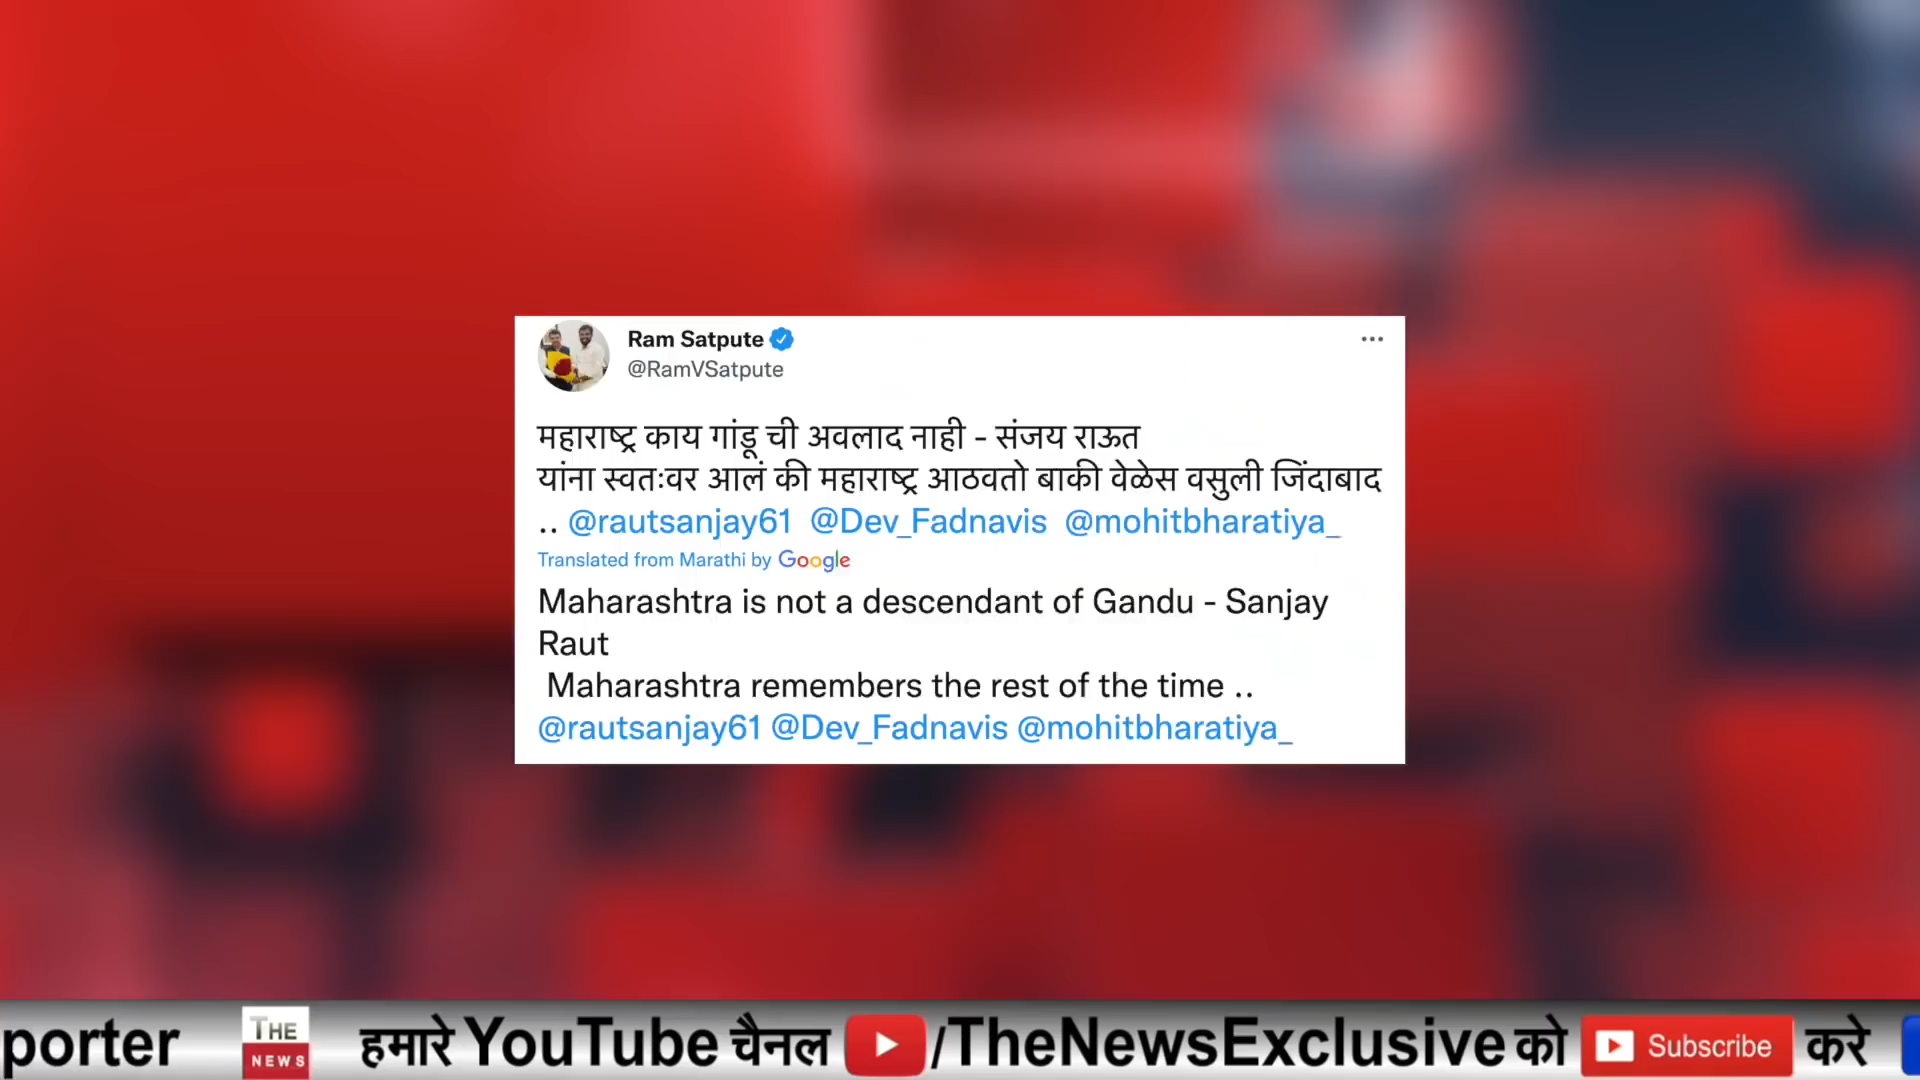 Ram Satpute
@RamVSatpute
महाराष्ट्र काय गांडू ची अवलाद नाही - संजय राऊत
यांना स्वतःवर आलं की महाराष्ट्र आठवतो बाकी वेळेस वसुली जिंदाबाद
.. @rautsanjay61 @Dev_Fadnavis @mohitbharatiya_
Translated from Marathi by Google
Maharashtra is not a descendant of Gandu - Sanjay
Raut
Maharashtra remembers the rest of the time ..
@rautsanjay61 @Dev_Fadnavis @mohitbharatiya_
porter THE NEWS हमारे YouTube चैनल /TheNewsExclusive को Subscribe करे